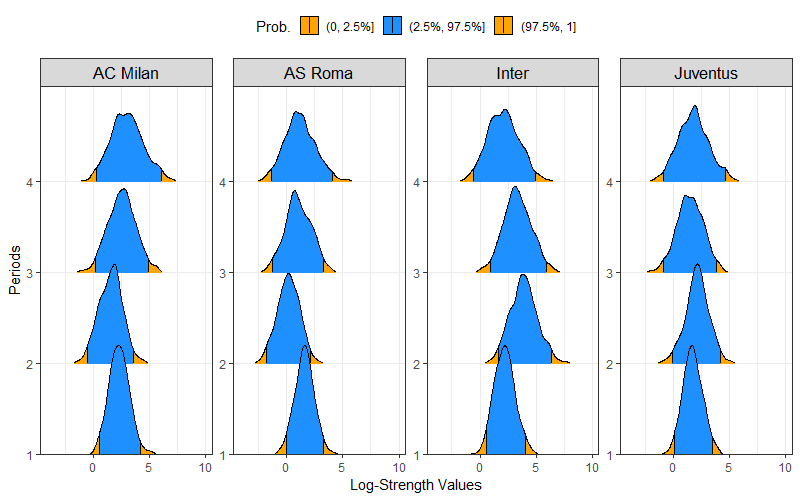 Prob. (0, 2.5%] (2.5%, 97.5%] (97.5%, 1]
AC Milan AS Roma Inter Juventus
4 4 4 4
3 3 3 3
2 2 2 2
1 1 1 1
Periods
0 5 10 0 5 10 0 5 10 0 5 10
Log-Strength Values